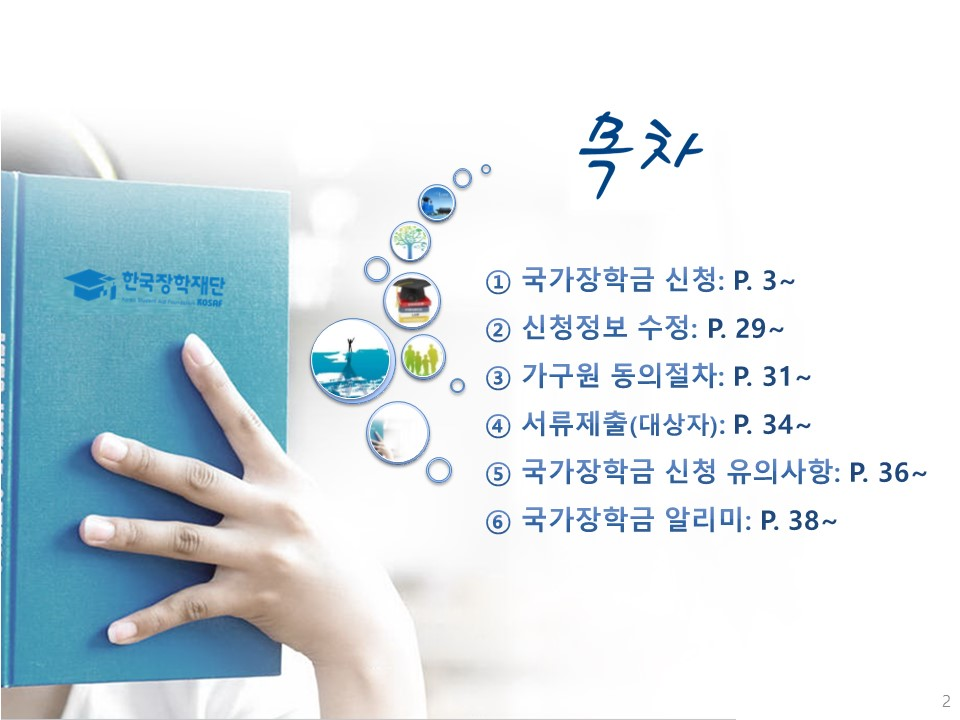 목차
한국장학재단
KOSAF
① 국가장학금 신청: P. 3~
② 신청정보 수정: P. 29~
③ 가구원 동의절차: P. 31~
④ 서류제출(대상자): P. 34~
⑤ 국가장학금 신청 유의사항: P. 36~
⑥ 국가장학금 알리미: P. 38~
2